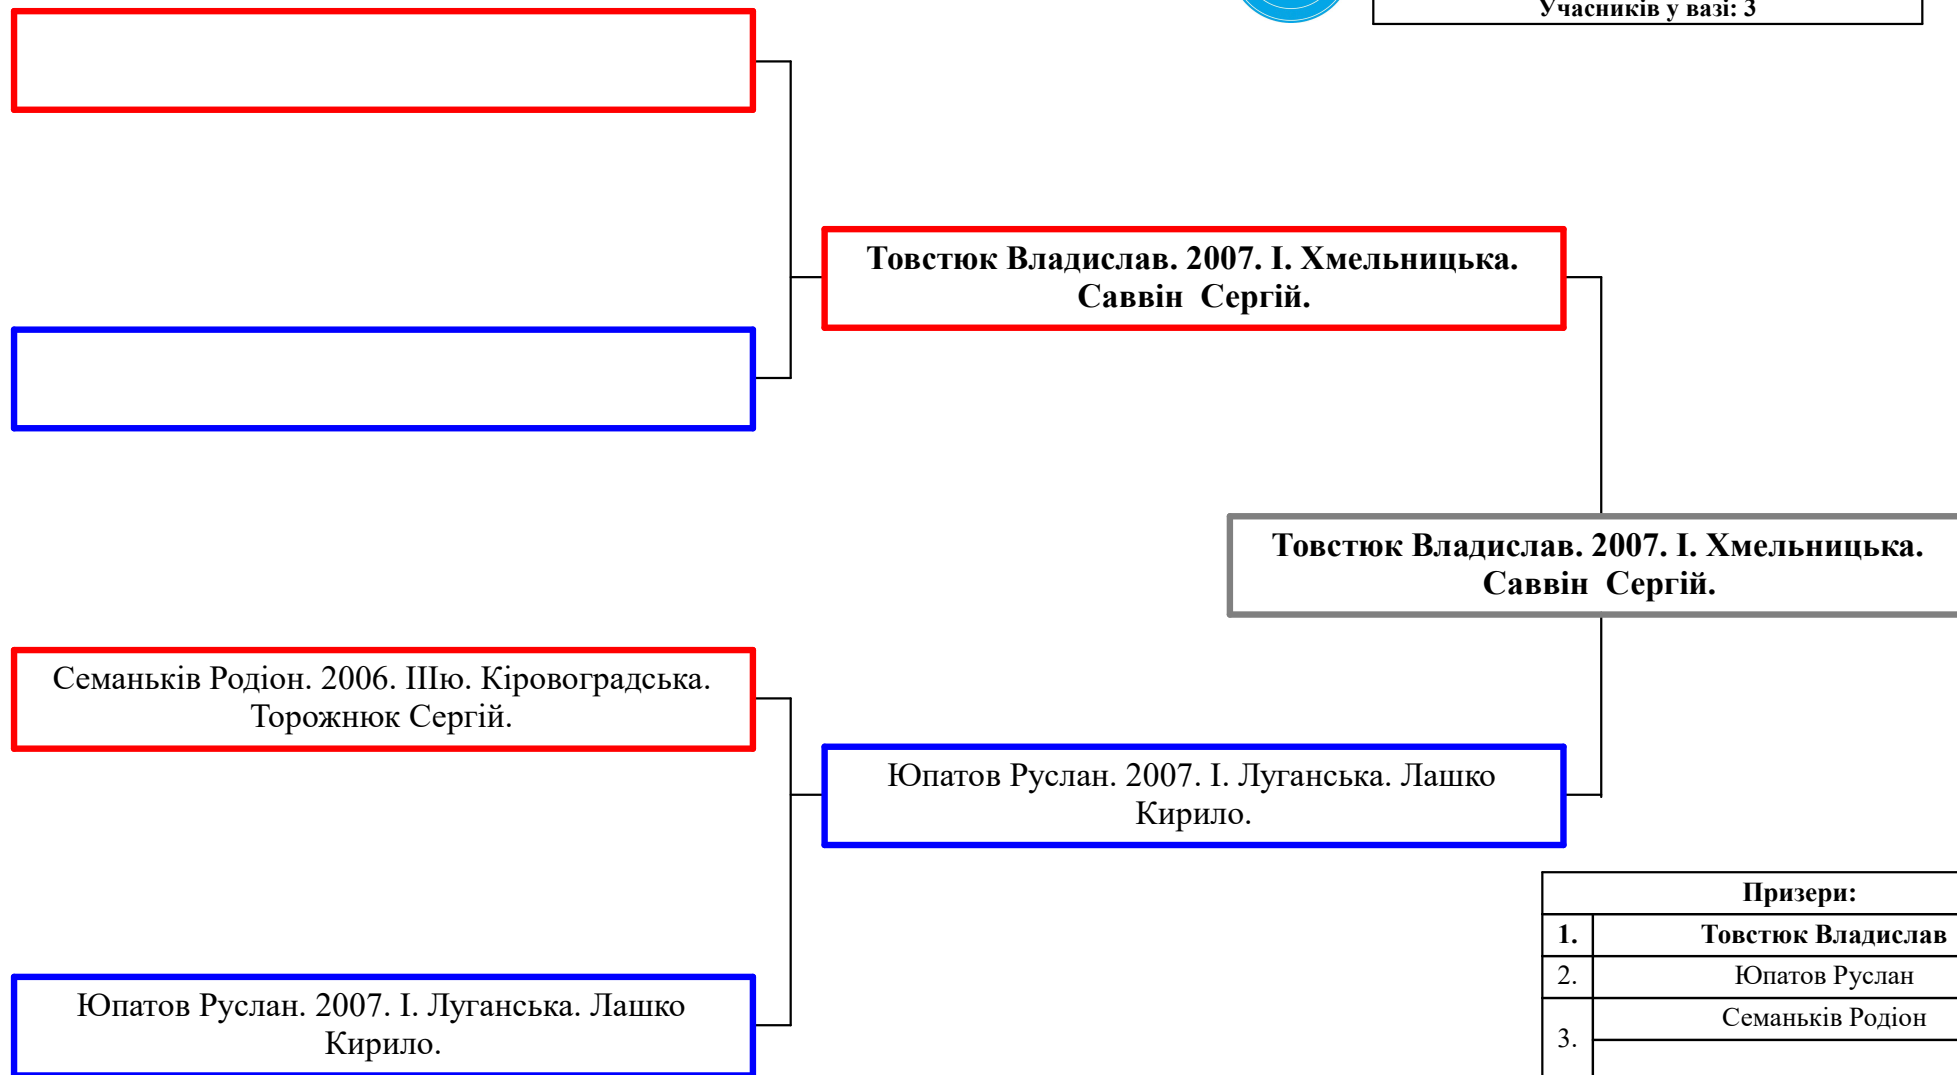 Учасників у вазі: 3
Товстюк Владислав. 2007. І. Хмельницька.
Саввін Сергій.
Товстюк Владислав. 2007. І. Хмельницька.
Саввін Сергій.
Семаньків Родіон. 2006. ІІІю. Кіровоградська.
Торожнюк Сергій.
Юпатов Руслан. 2007. І. Луганська. Лашко
Кирило.
Юпатов Руслан. 2007. І. Луганська. Лашко
Кирило.
Призери:
1. Товстюк Владислав
2. Юпатов Руслан
Семаньків Родіон
3.